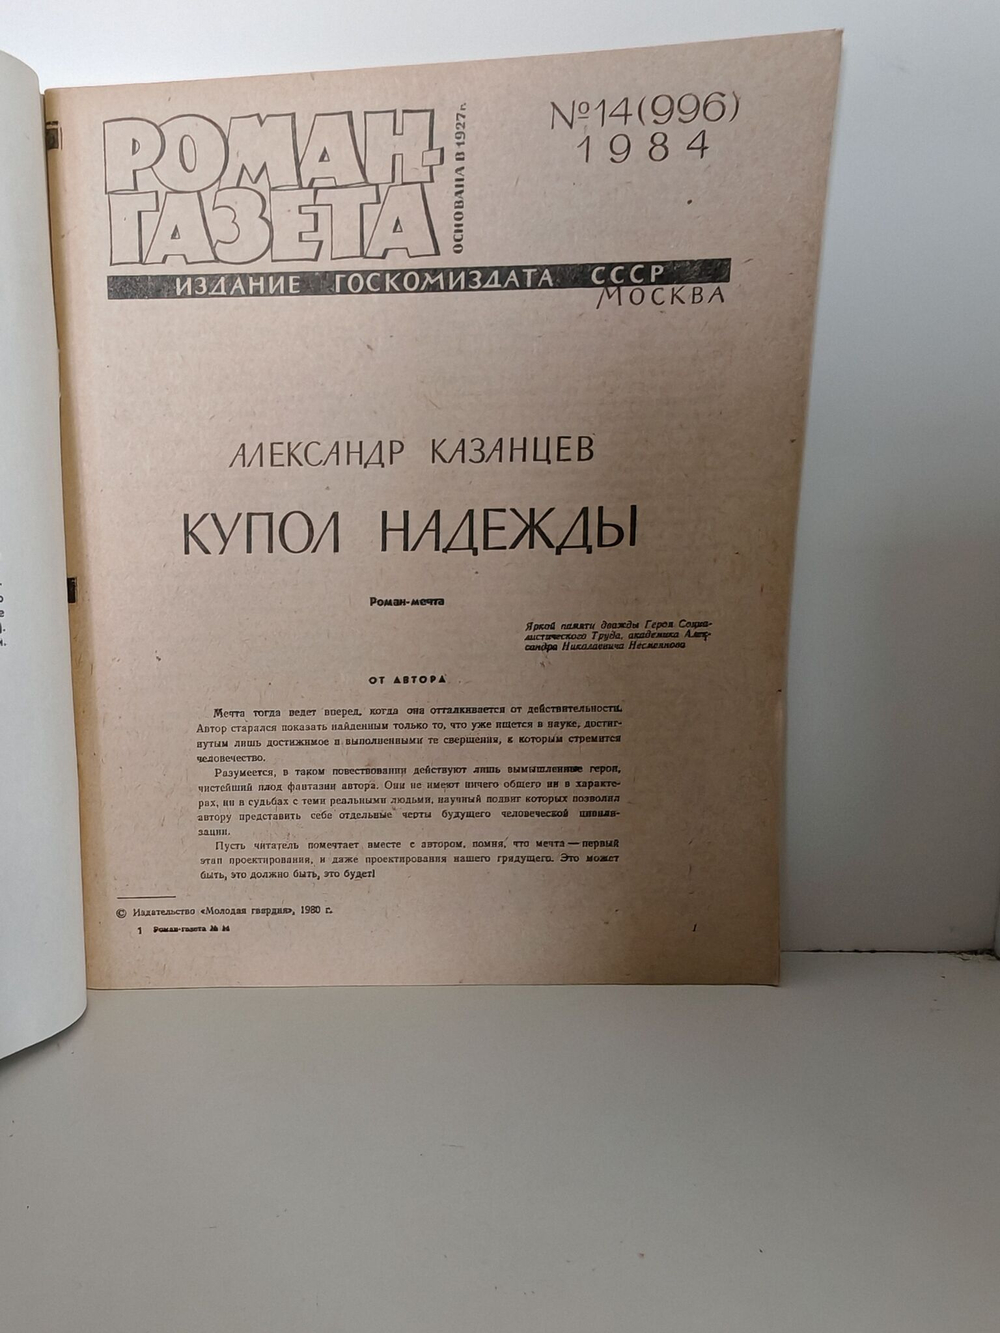 РОМАН-
ГАЗЕТА
ОСНОВАНА В 1927 г.
№14(996)
1984
ИЗДАНИЕ ГОСКОМИЗДАТА СССР
МОСКВА
АЛЕКСАНДР КАЗАНЦЕВ
КУПОЛ НАДЕЖДЫ
Роман-мечта
Яркой памяти дважды Героя Социа-
листического Труда, академика Алек-
сандра Николаевича Несмеянова
ОТ АВТОРА
Мечта тогда ведет вперед, когда она отталкивается от действительности.
Автор старался показать найденным только то, что уже ищется в науке, достиг-
нутым лишь достижимое и выполненными те свершения, к которым стремится
человечество.
Разумеется, в таком повествовании действуют лишь вымышленные герои,
чистейший плод фантазии автора. Они не имеют ничего общего ни в характе-
рах, ни в судьбах с теми реальными людьми, научный подвиг которых позволил
автору представить себе отдельные черты будущего человеческой цивили-
зации.
Пусть читатель помечтает вместе с автором, помня, что мечта — первый
этап проектирования, и даже проектирования нашего грядущего. Это может
быть, это должно быть, это будет!
© Издательство «Молодая гвардия», 1980 г.
1 Роман-газета № 14
1